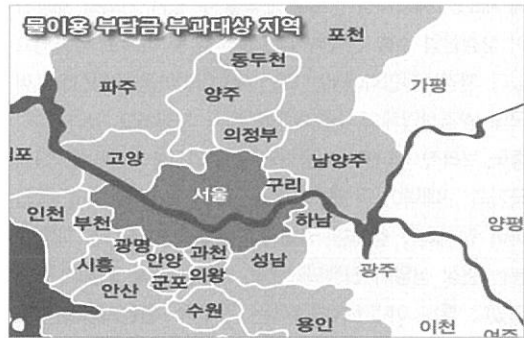 물이용 부담금 부과대상 지역
포천
동두천
파주
양주
가평
의정부
고양
남양주
서울
구리
인천
부천
하남
양평
광명
안양
과천
성남
시흥
군포
의왕
광주
안산
수원
용인
이천